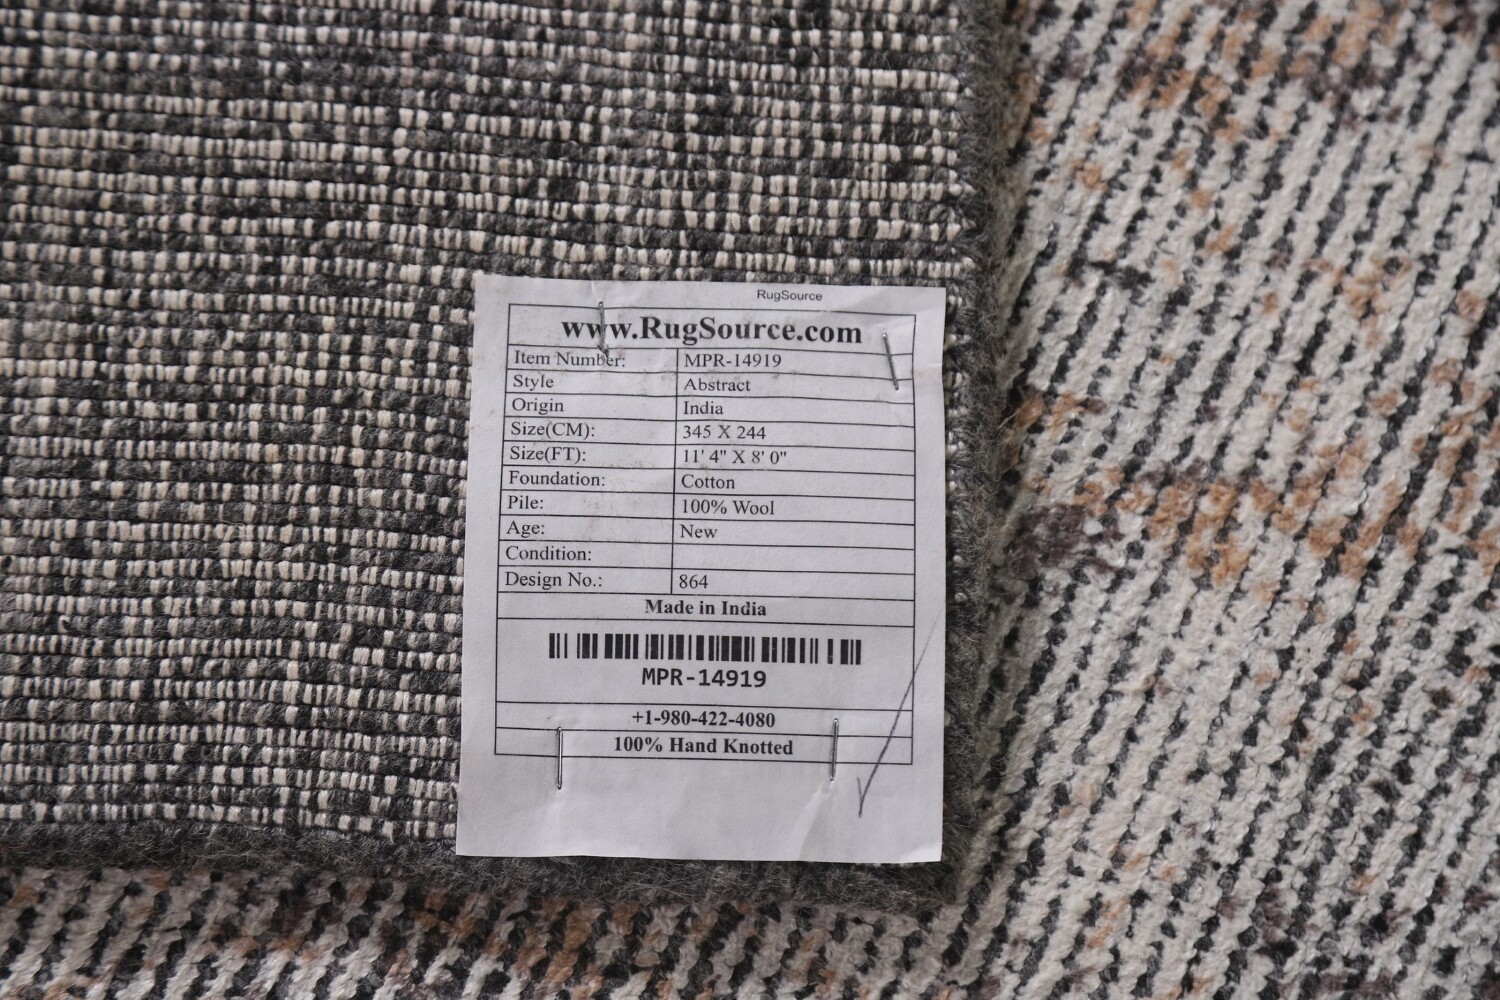 RugSource
www.RugSource.com
Item Number: MPR-14919
Style Abstract
Origin India
Size(CM): 345 X 244
Size(FT): 11' 4" X 8' 0"
Foundation: Cotton
Pile: 100% Wool
Age: New
Condition:
Design No.: 864
Made in India
MPR-14919
+1-980-422-4080
100% Hand Knotted